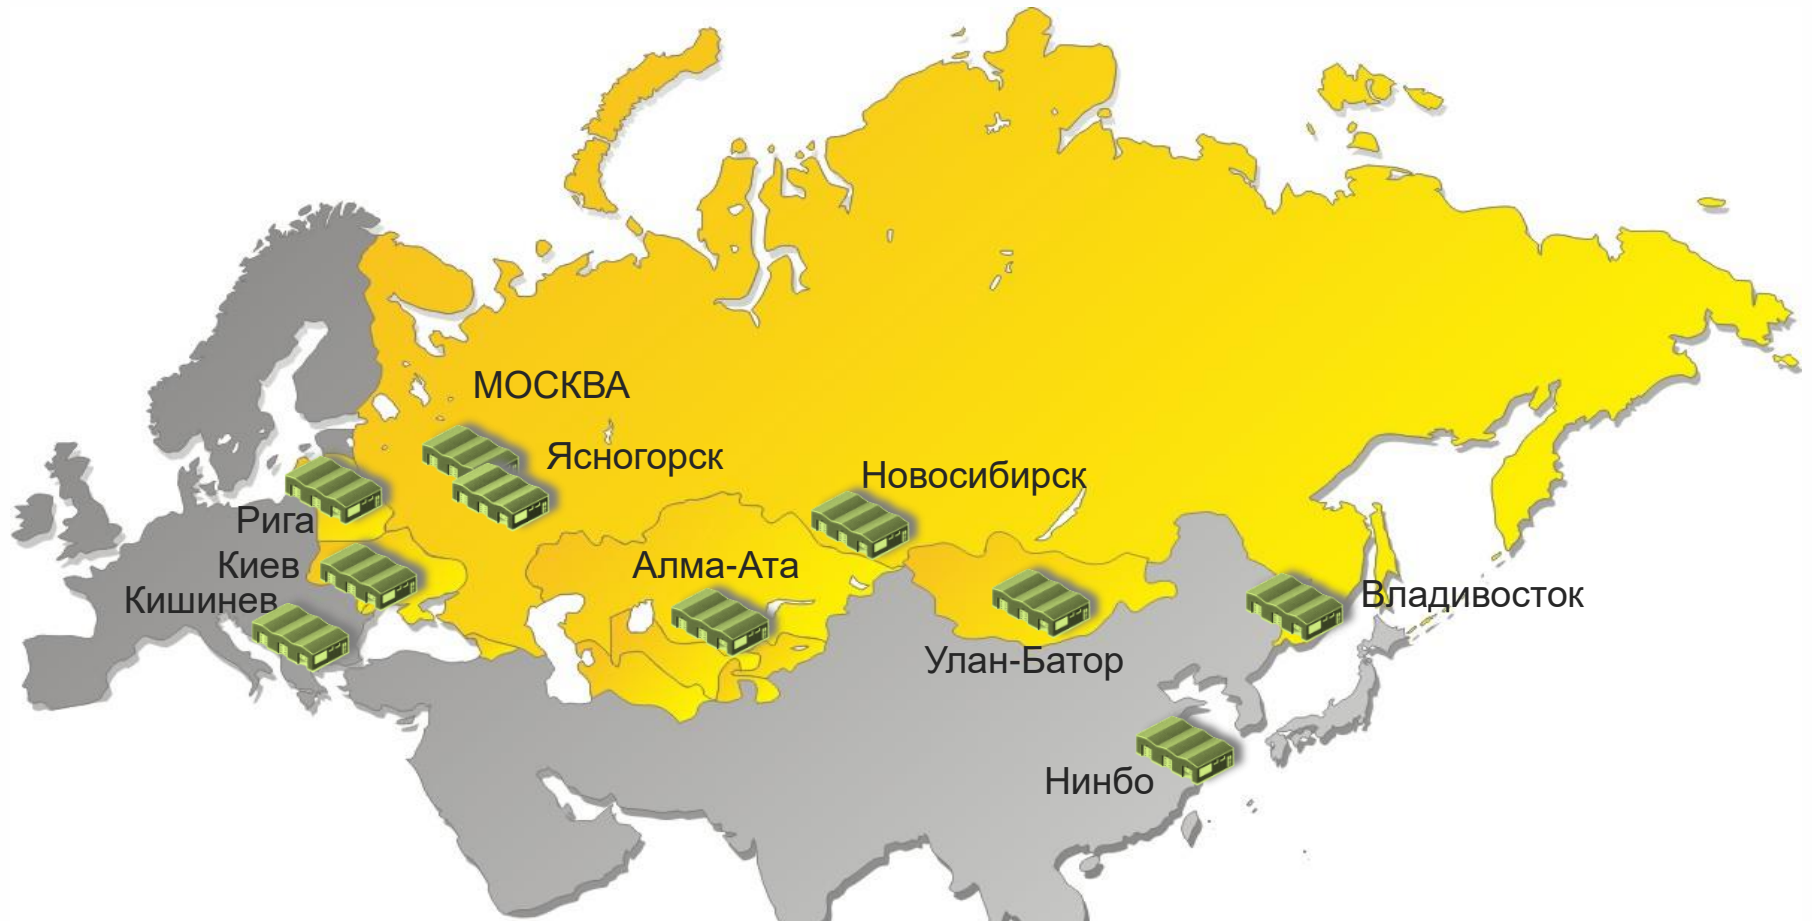 МОСКВА
Ясногорск
Новосибирск
Рига
Киев
Алма-Ата
Кишинев
Владивосток
Улан-Батор
Нинбо